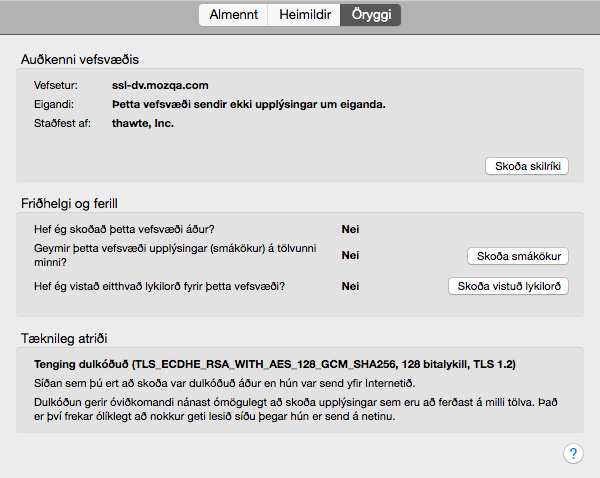 Almennt Heimildir Öryggi
Auðkenni vefsvæðis
Vefsetur: ssl-dv.mozqa.com
Eigandi: Þetta vefsvæði sendir ekki upplýsingar um eiganda.
Staðfest af: thawte, Inc.
Skoða skilríki
Friðhelgi og ferill
Hef ég skoðað þetta vefsvæði áður? Nei
Geymir þetta vefsvæði upplýsingar (smákökur) á tölvunni
minni? Nei Skoða smákökur
Hef ég vistað eitthvað lykilorð fyrir þetta vefsvæði? Nei Skoða vistuð lykilorð
Tæknileg atriði
Tenging dulkóðuð (TLS_ECDHE_RSA_WITH_AES_128_GCM_SHA256, 128 bitalykill, TLS 1.2)
Síðan sem þú ert að skoða var dulkóðuð áður en hún var send yfir Internetið.
Dulkóðun gerir óviðkomandi nánast ómögulegt að skoða upplýsingar sem eru að ferðast á milli tölva. Það
er því frekar ólíklegt að nokkur geti lesið síðu þegar hún er send á netinu.
?